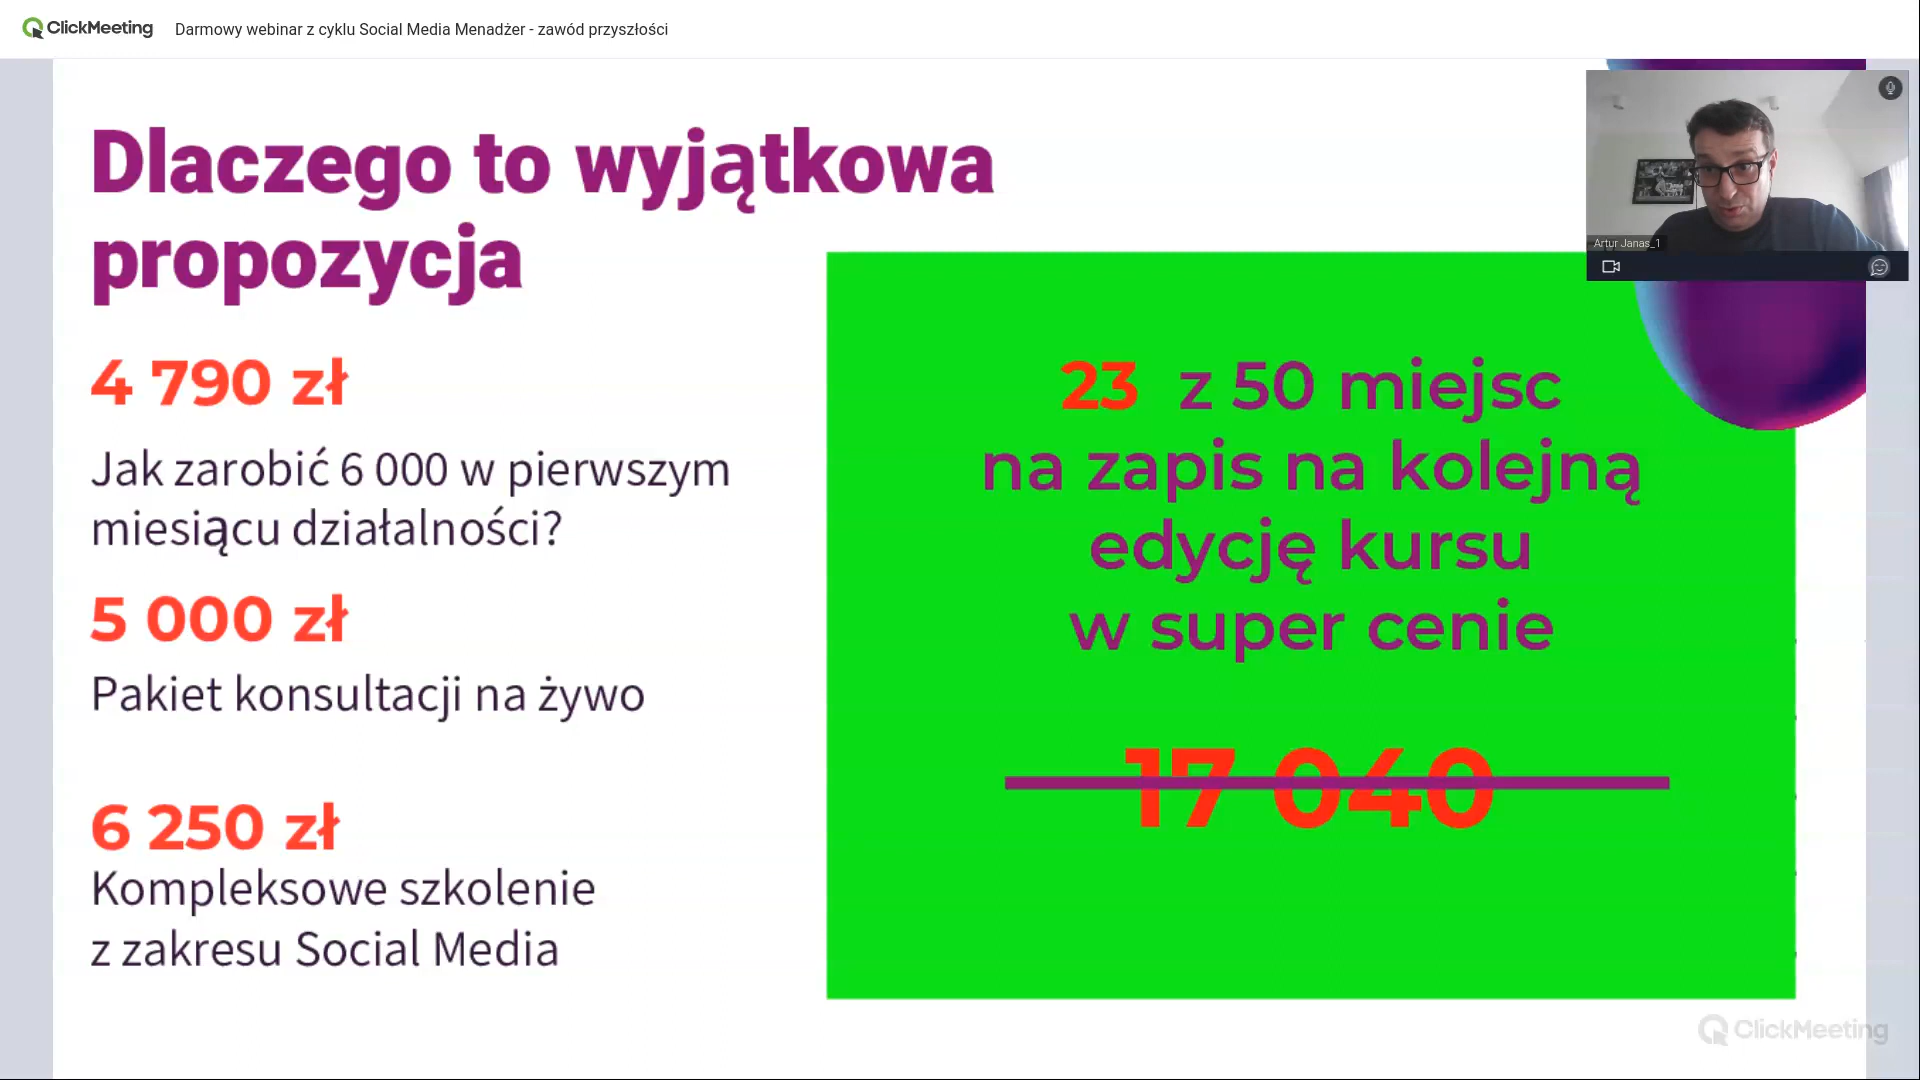 ClickMeeting
Darmowy webinar z cyklu Social Media Menadżer - zawód przyszłości
Dlaczego to wyjątkowa
propozycja
4 790 zł
Jak zarobić 6 000 w pierwszym
miesiącu działalności?
5 000 zł
Pakiet konsultacji na żywo
6 250 zł
Kompleksowe szkolenie
z zakresu Social Media
23 z 50 miejsc
na zapis na kolejną
edycję kursu
w super cenie
17 040
Artur Janas_1
ClickMeeting